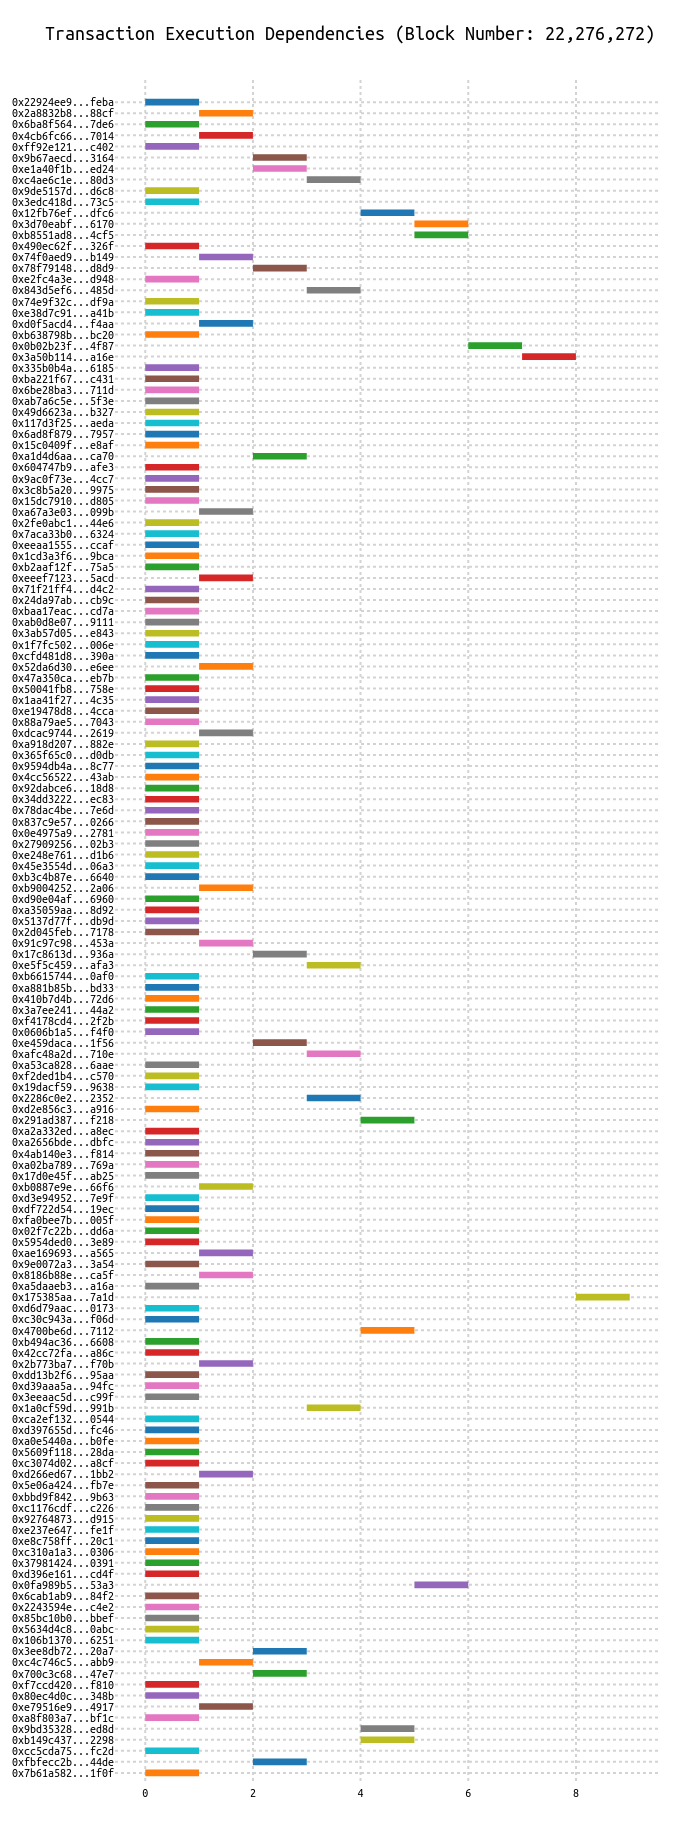 Transaction Execution Dependencies (Block Number: 22,276,272)
0x22924ee9...feba
0x2a8832b8...88cf
0x6ba8f564...7de6
0x4cb6fc66...7014
0xff92e121...c402
0x9b67aecd...3164
0xe1a40f1b...ed24
0xc4ae6c1e...80d3
0x9de5157d...d6c8
0x3edc418d...73c5
0x12fb76ef...dfc6
0x3d70eabf...6170
0xb8551ad8...4cf5
0x490ec62f...326f
0x74f0aed9...b149
0x78f79148...d8d9
0xe2fc4a3e...d948
0x843d5ef6...485d
0x74e9f32c...df9a
0xe38d7c91...a41b
0xd0f5acd4...f4aa
0xb638798b...bc20
0x0b02b23f...4f87
0x3a50b114...a16e
0x335b0b4a...6185
0xba221f67...c431
0x6be28ba3...711d
0xab7a6c5e...5f3e
0x49d6623a...b327
0x117d3f25...aeda
0x6ad8f879...7957
0x15c0409f...e8af
0xa1d4d6aa...ca70
0x604747b9...afe3
0x9ac0f73e...4cc7
0x3c8b5a20...9975
0x15dc7910...d805
0xa67a3e03...099b
0x2fe0abc1...44e6
0x7aca33b0...6324
0xeeaa1555...ccaf
0x1cd3a3f6...9bca
0xb2aaf12f...75a5
0xeeef7123...5acd
0x71f21ff4...d4c2
0x24da97ab...cb9c
0xbaa17eac...cd7a
0xab0d8e07...9111
0x3ab57d05...e843
0x1f7fc502...006e
0xcfd481d8...390a
0x52da6d30...e6ee
0x47a350ca...eb7b
0x50041fb8...758e
0x1aa41f27...4c35
0xe19478d8...4cca
0x88a79ae5...7043
0xdcac9744...2619
0xa918d207...882e
0x365f65c0...d0db
0x9594db4a...8c77
0x4cc56522...43ab
0x92dabce6...18d8
0x34dd3222...ec83
0x78dac4be...7e6d
0x837c9e57...0266
0x0e4975a9...2781
0x27909256...02b3
0xe248e761...d1b6
0x45e3554d...06a3
0xb3c4b87e...6640
0xb9004252...2a06
0xd90e04af...6960
0xa35059aa...8d92
0x5137d77f...db9d
0x2d045feb...7178
0x91c97c98...453a
0x17c8613d...936a
0xe5f5c459...afa3
0xb6615744...0af0
0xa881b85b...bd33
0x410b7d4b...72d6
0x3a7ee241...44a2
0xf4178cd4...2f2b
0x0606b1a5...f4f0
0xe459daca...1f56
0xafc48a2d...710e
0xa53ca828...6aae
0xf2ded1b4...c570
0x19dacf59...9638
0x2286c0e2...2352
0xd2e856c3...a916
0x291ad387...f218
0xa2a332ed...a8ec
0xa2656bde...dbfc
0x4ab140e3...f814
0xa02ba789...769a
0x17d0e45f...ab25
0xb0887e9e...66f6
0xd3e94952...7e9f
0xdf722d54...19ec
0xfa0bee7b...005f
0x02f7c22b...dd6a
0x5954ded0...3e89
0xae169693...a565
0x9e0072a3...3a54
0x8186b88e...ca5f
0xa5daaeb3...a16a
0x175385aa...7a1d
0xd6d79aac...0173
0xc30c943a...f06d
0x4700be6d...7112
0xb494ac36...6608
0x42cc72fa...a86c
0x2b773ba7...f70b
0xdd13b2f6...95aa
0xd39aaa5a...94fc
0x3eeaac5d...c99f
0x1a0cf59d...991b
0xca2ef132...0544
0xd397655d...fc46
0xa0e5440a...b0fe
0x5609f118...28da
0xc3074d02...a8cf
0xd266ed67...1bb2
0x5e06a424...fb7e
0xbbd9f842...9b63
0xc1176cdf...c226
0x92764873...d915
0xe237e647...fe1f
0xe8c758ff...20c1
0xc310a1a3...0306
0x37981424...0391
0xd396e161...cd4f
0x0fa989b5...53a3
0x6cab1ab9...84f2
0x2243594e...c4e2
0x85bc10b0...bbef
0x5634d4c8...0abc
0x106b1370...6251
0x3ee8db72...20a7
0xc4c746c5...abb9
0x700c3c68...47e7
0xf7ccd420...f810
0x80ec4d0c...348b
0xe79516e9...4917
0xa8f803a7...bf1c
0x9bd35328...ed8d
0xb149c437...2298
0xcc5cda75...fc2d
0xfbfecc2b...44de
0x7b61a582...1f0f
0 2 4 6 8